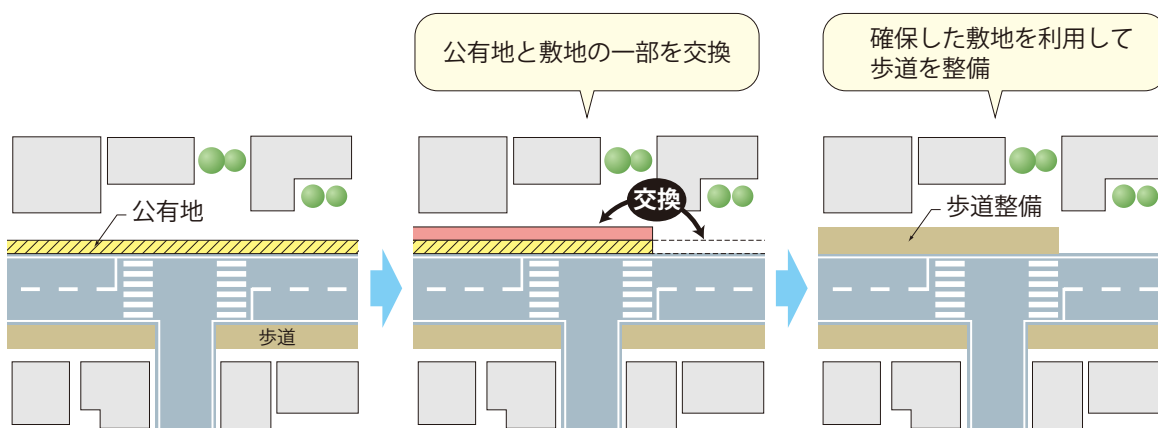 公有地と敷地の一部を交換
確保した敷地を利用して
歩道を整備
公有地
歩道
交換
歩道整備